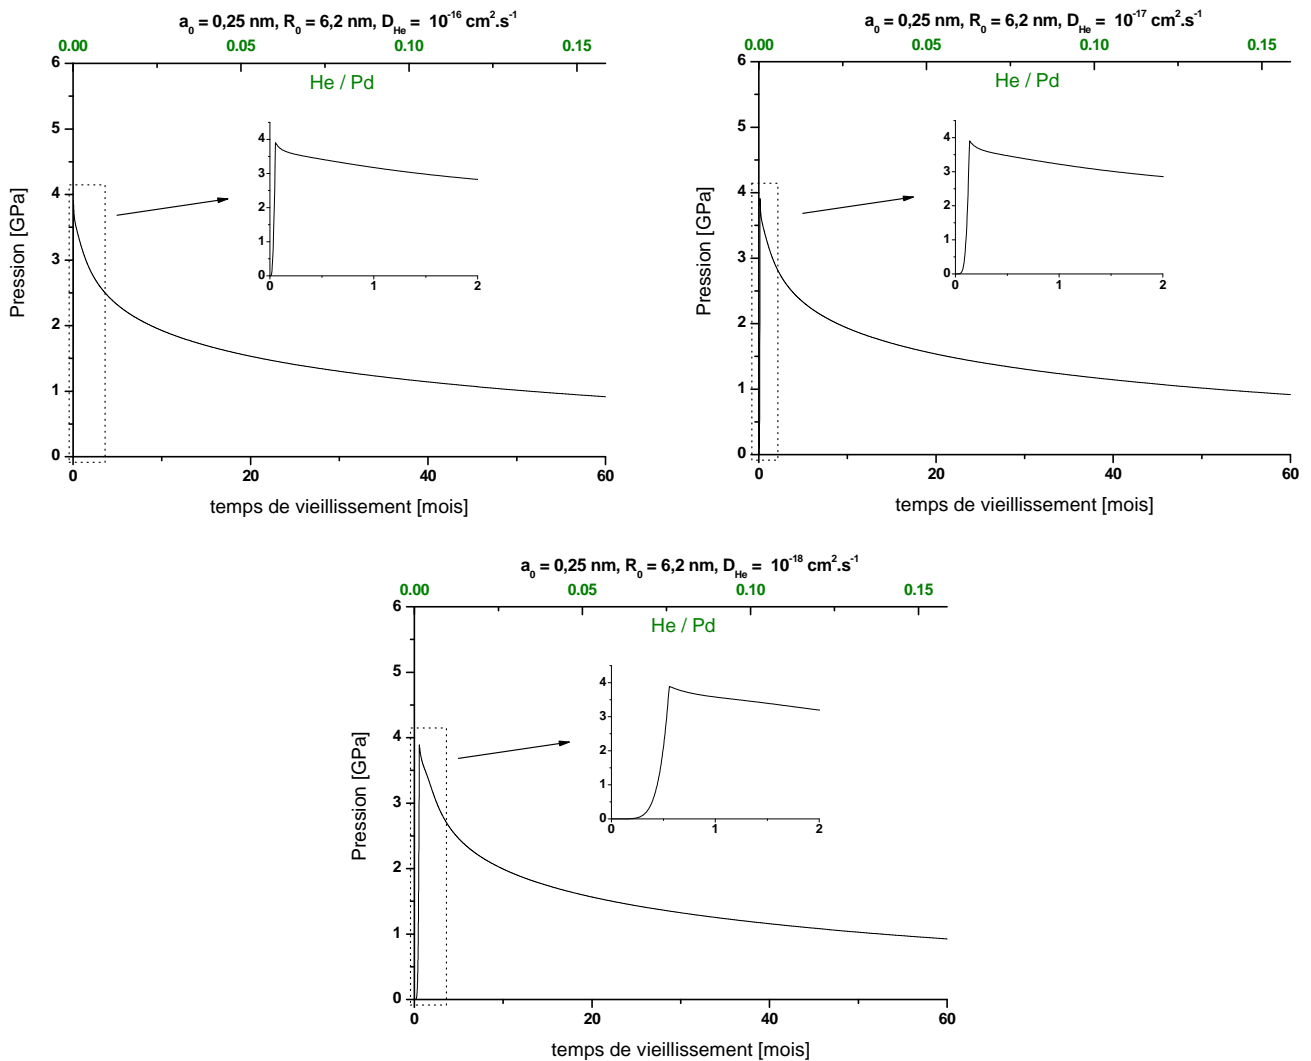 a₀ = 0,25 nm, R₀ = 6,2 nm, D_He = 10⁻¹⁶ cm².s⁻¹
0.00 0.05 0.10 0.15
He / Pd
6
5
4
3
2
1
0
Pression [GPa]
4
3
2
1
0
0 1 2
0 20 40 60
temps de vieillissement [mois]
a₀ = 0,25 nm, R₀ = 6,2 nm, D_He = 10⁻¹⁷ cm².s⁻¹
0.00 0.05 0.10 0.15
He / Pd
6
5
4
3
2
1
0
Pression [GPa]
4
3
2
1
0
0 1 2
0 20 40 60
temps de vieillissement [mois]
a₀ = 0,25 nm, R₀ = 6,2 nm, D_He = 10⁻¹⁸ cm².s⁻¹
0.00 0.05 0.10 0.15
He / Pd
6
5
4
3
2
1
0
Pression [GPa]
4
3
2
1
0
0 1 2
0 20 40 60
temps de vieillissement [mois]